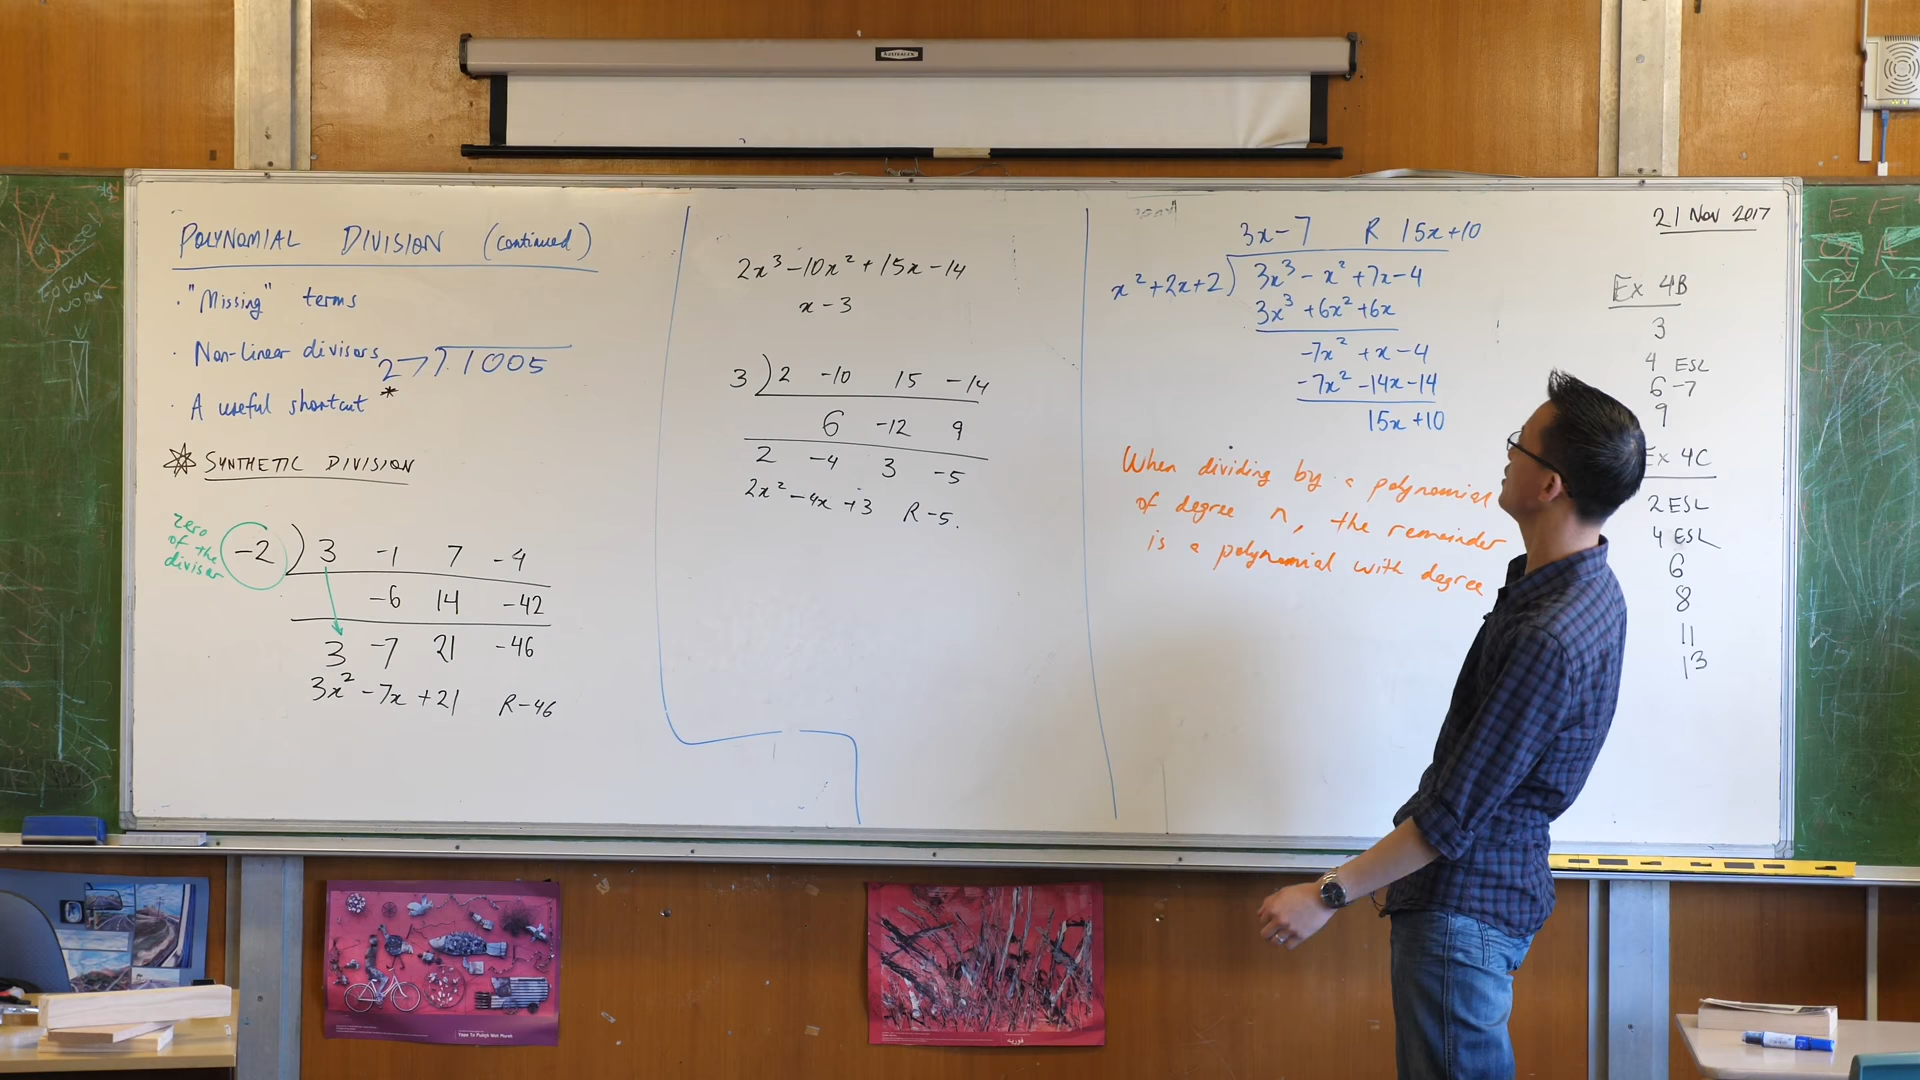 POLYNOMIAL DIVISION (continued)
· "Missing" terms
· Non-linear divisors
27)1005
· A useful shortcut *
SYNTHETIC DIVISION
zero
of the
divisor
-2 ) 3 -1 7 -4
-6 14 -42
3 -7 21 -46
3x² -7x +21 R-46
2x³ -10x² +15x -14
x-3
3 ) 2 -10 15 -14
6 -12 9
2 -4 3 -5
2x² -4x +3 R-5.
3x-7 R 15x+10
x²+2x+2 ) 3x³ - x² + 7x - 4
3x³ +6x² +6x
-7x² + x - 4
-7x² -14x -14
15x +10
When dividing by a polynomial
of degree n, the remainder
is a polynomial with degree
21 Nov 2017
Ex 4B
3
4 ESL
6-7
9
Ex 4C
2 ESL
4 ESL
6
8
11
13
FORM
WORK